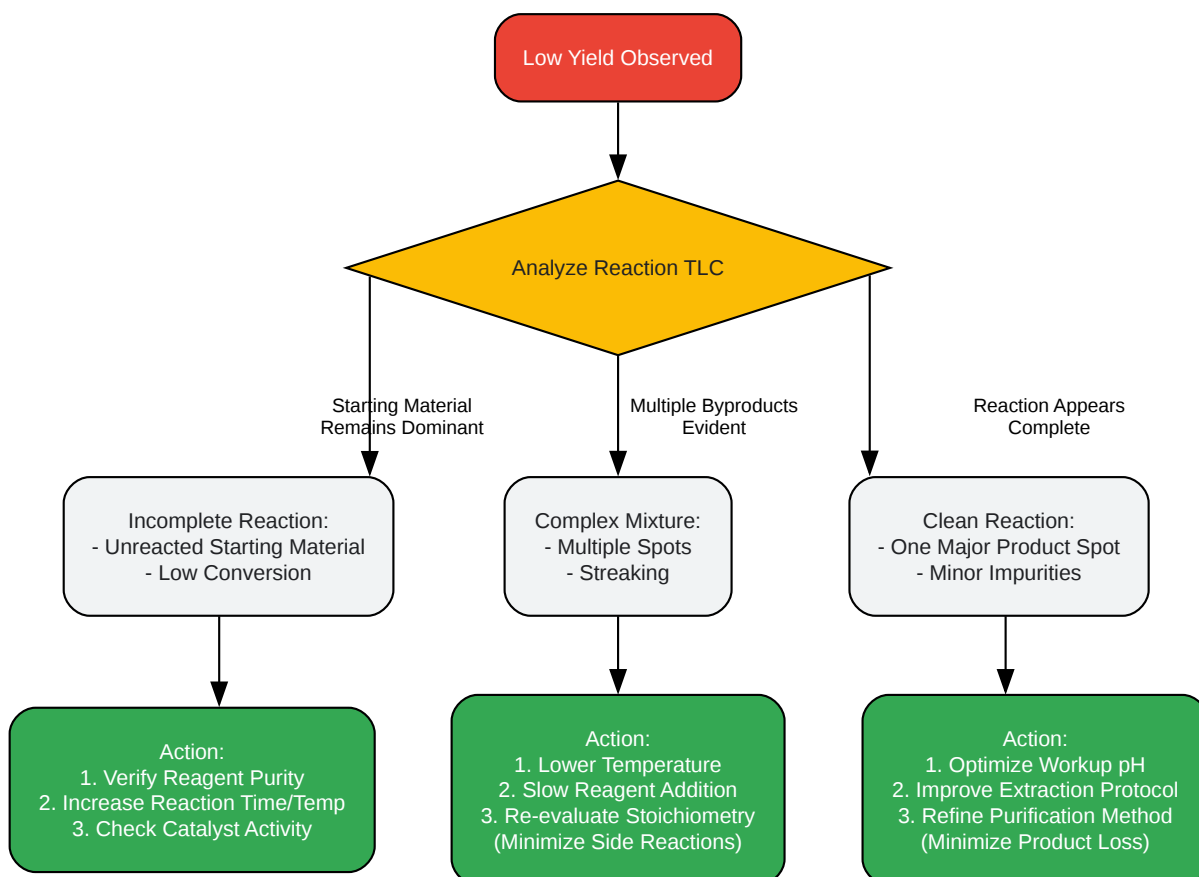 Low Yield Observed
Analyze Reaction TLC
Starting Material
Remains Dominant
Multiple Byproducts
Evident
Reaction Appears
Complete
Incomplete Reaction:
- Unreacted Starting Material
- Low Conversion
Complex Mixture:
- Multiple Spots
- Streaking
Clean Reaction:
- One Major Product Spot
- Minor Impurities
Action:
1. Verify Reagent Purity
2. Increase Reaction Time/Temp
3. Check Catalyst Activity
Action:
1. Lower Temperature
2. Slow Reagent Addition
3. Re-evaluate Stoichiometry
(Minimize Side Reactions)
Action:
1. Optimize Workup pH
2. Improve Extraction Protocol
3. Refine Purification Method
(Minimize Product Loss)